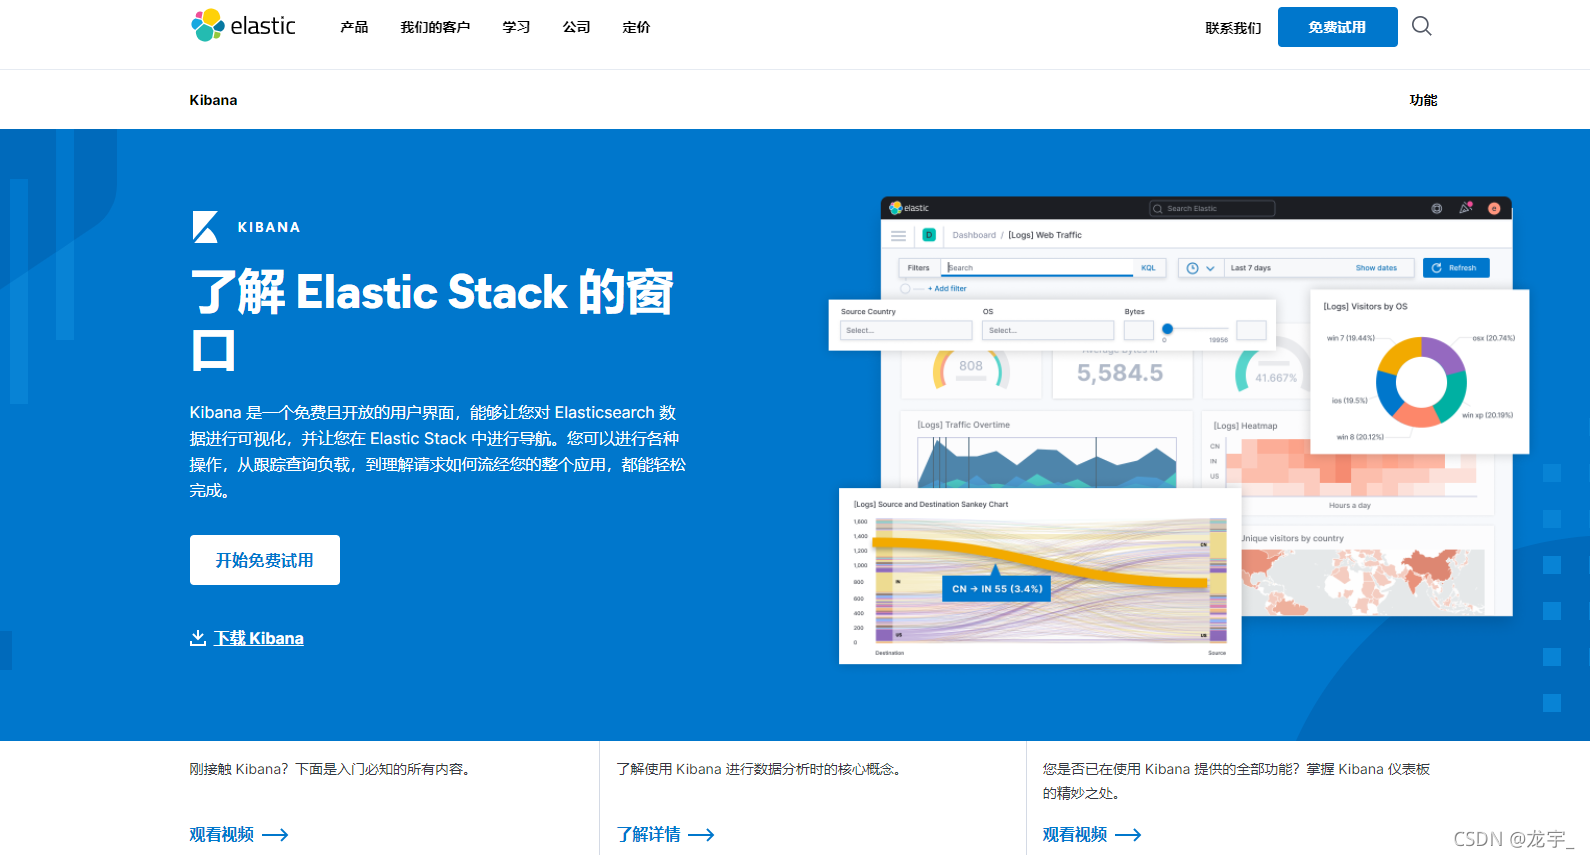 elastic
产品 我们的客户 学习 公司 定价
联系我们 免费试用
Kibana 功能
KIBANA
了解 Elastic Stack 的窗
口
Kibana 是一个免费且开放的用户界面，能够让您对 Elasticsearch 数
据进行可视化，并让您在 Elastic Stack 中进行导航。您可以进行各种
操作，从跟踪查询负载，到理解请求如何流经您的整个应用，都能轻松
完成。
开始免费试用
下载 Kibana
elastic
Search Elastic
e
D Dashboard / [Logs] Web Traffic
Filters Search KQL Last 7 days Show dates Refresh
+ Add filter
Source Country OS Bytes
Select... Select...
0 19956
808
Average Bytes In
5,584.5
41.667%
[Logs] Visitors by OS
win 7 (19.44%) osx (20.74%)
ios (19.5%) win xp (20.19%)
win 8 (20.12%)
[Logs] Traffic Overtime
[Logs] Heatmap
CN
IN
US
Hours a day
[Logs] Source and Destination Sankey Chart
1,600
1,400
1,200
1,000
800
600
400
200
0
CN
IN
US US
CN → IN 55 (3.4%)
Destination Source
Unique visitors by country
刚接触 Kibana？下面是入门必知的所有内容。
观看视频
了解使用 Kibana 进行数据分析时的核心概念。
了解详情
您是否已在使用 Kibana 提供的全部功能？掌握 Kibana 仪表板
的精妙之处。
观看视频
CSDN @龙宇_